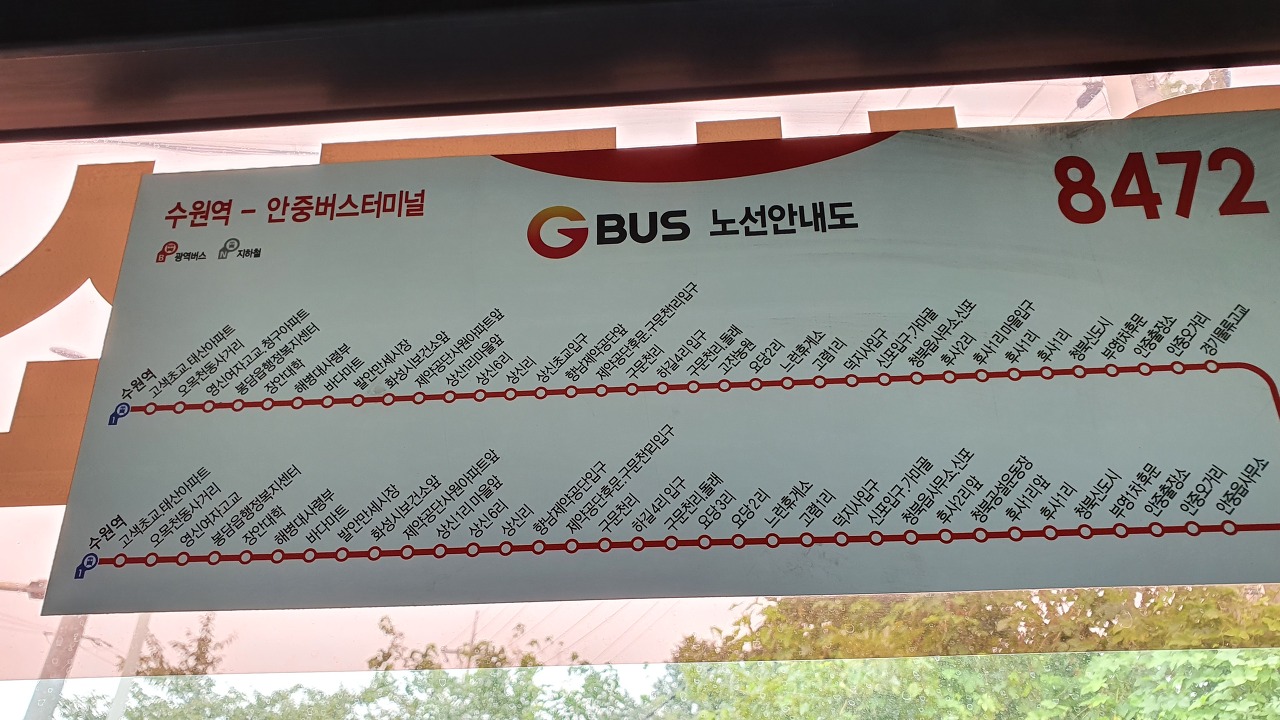 수원역 - 안중버스터미널
광역버스 지하철
G BUS 노선안내도
8472
수원역
고색초교.태산아파트
오목천동사거리
영신여자고교.청구아파트
봉담읍행정복지센터
장안대학
해병대사령부
바다마트
발안만세시장
화성시보건소앞
제약공단사원아파트앞
상신1리마을앞
상신6리
상신리
상신초교입구
향남제약공단앞
제약공단후문.구문천1리입구
구문천리
하길4리입구
구문천리.돌래
고잔농원
요당2리
느런휴게소
고렴1리
덕지사입구
신포입구.가마굴
청북읍사무소.신포
후사2리
후사1리마을입구
후사1리
후사1리
청북신도시
부영1차후문
안중출장소
안중오거리
경기물류고교
수원역
고색초교.태산아파트
오목천동사거리
영신여자고교
봉담읍행정복지센터
장안대학
해병대사령부
바다마트
발안만세시장
화성시보건소앞
제약공단사원아파트앞
상신1리마을앞
상신6리
상신리
향남제약공단입구
제약공단후문.구문천1리입구
구문천리
하길4리입구
구문천리.돌래
요당3리
요당2리
느런휴게소
고렴1리
덕지사입구
신포입구.가마굴
청북읍사무소.신포
후사2리앞
청북공설운동장
후사1리앞
후사1리
청북신도시
부영1차후문
안중출장소
안중오거리
안중읍사무소